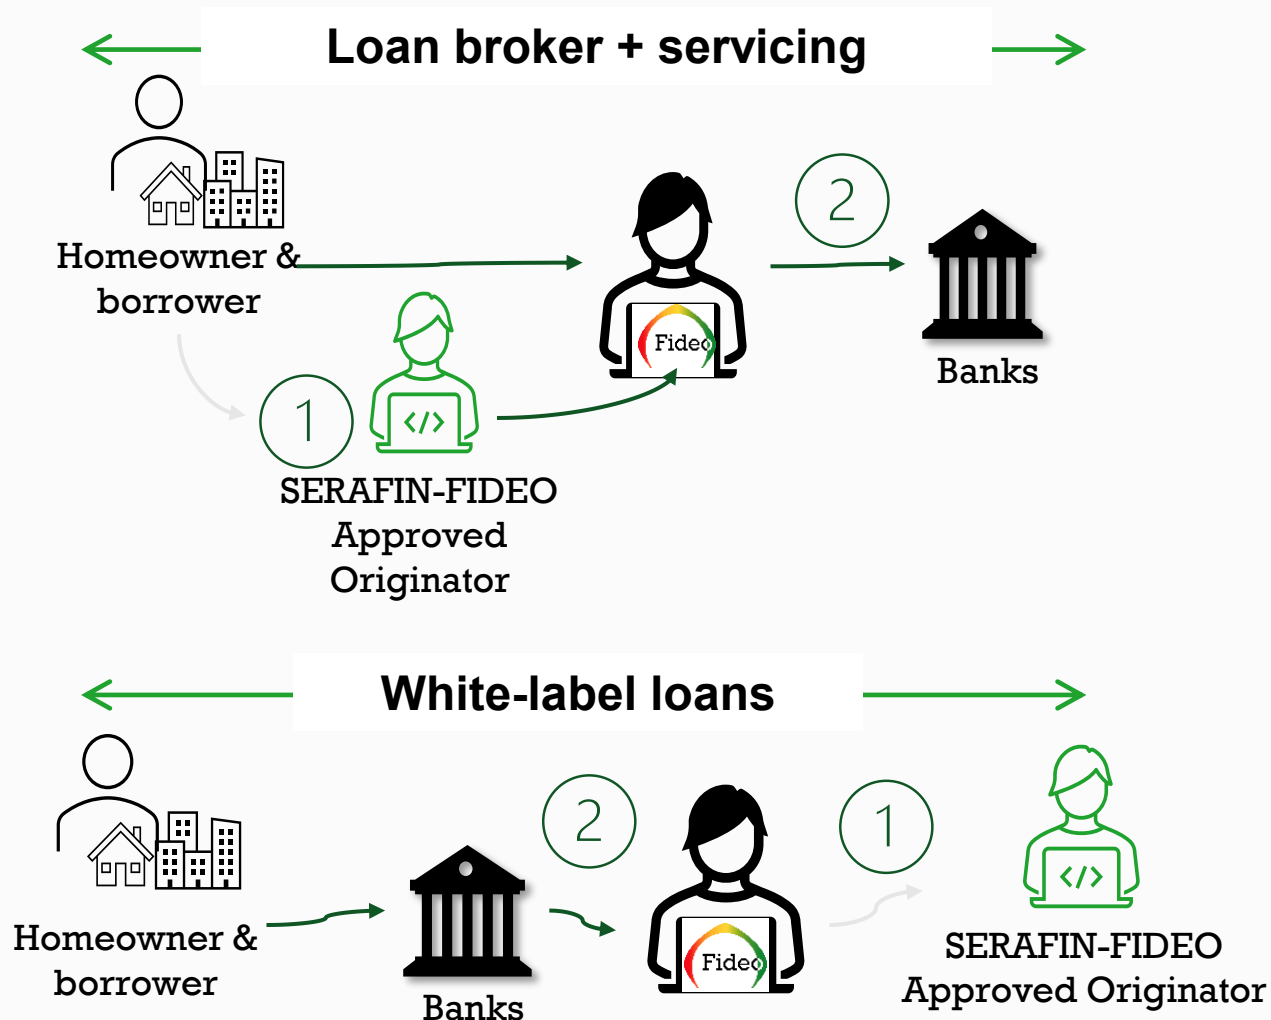 Loan broker + servicing
2
Homeowner &
borrower
Fideo
Banks
1
</>
SERAFIN-FIDEO
Approved
Originator
White-label loans
2
1
</>
Homeowner &
borrower
Fideo
SERAFIN-FIDEO
Approved Originator
Banks